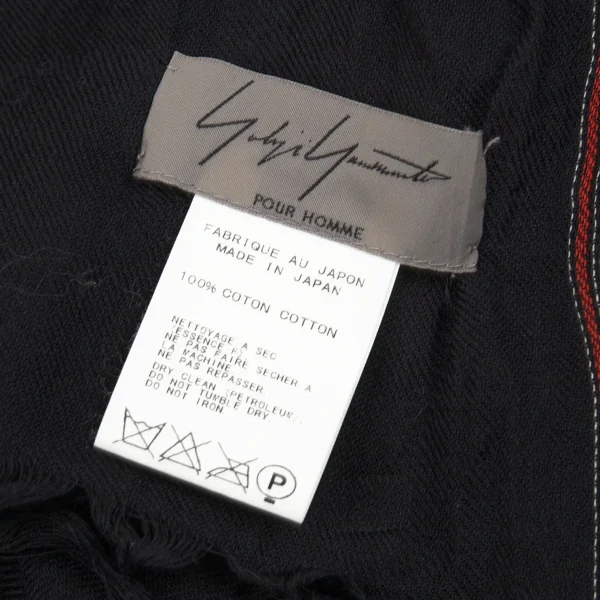 Yohji Yamamoto
POUR HOMME
FABRIQUE AU JAPON
MADE IN JAPAN
100% COTON COTTON
NETTOYAGE A SEC
(ESSENCE F)
NE PAS FAIRE SECHER A
LA MACHINE
NE PAS REPASSER
DRY CLEAN (PETROLEUM)
DO NOT TUMBLE DRY.
DO NOT IRON.
P